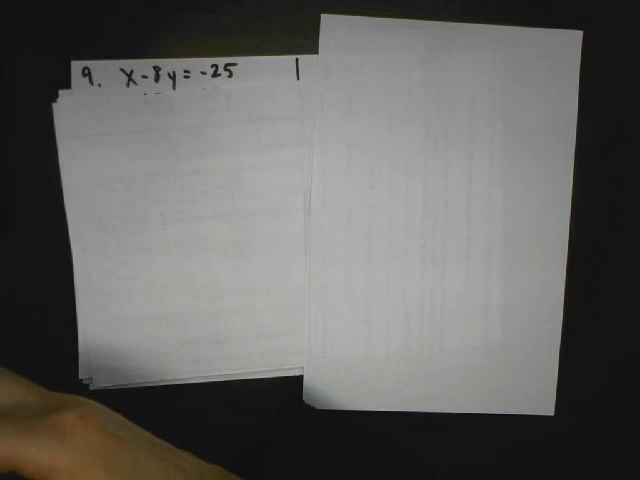 9. x - 8y = -25